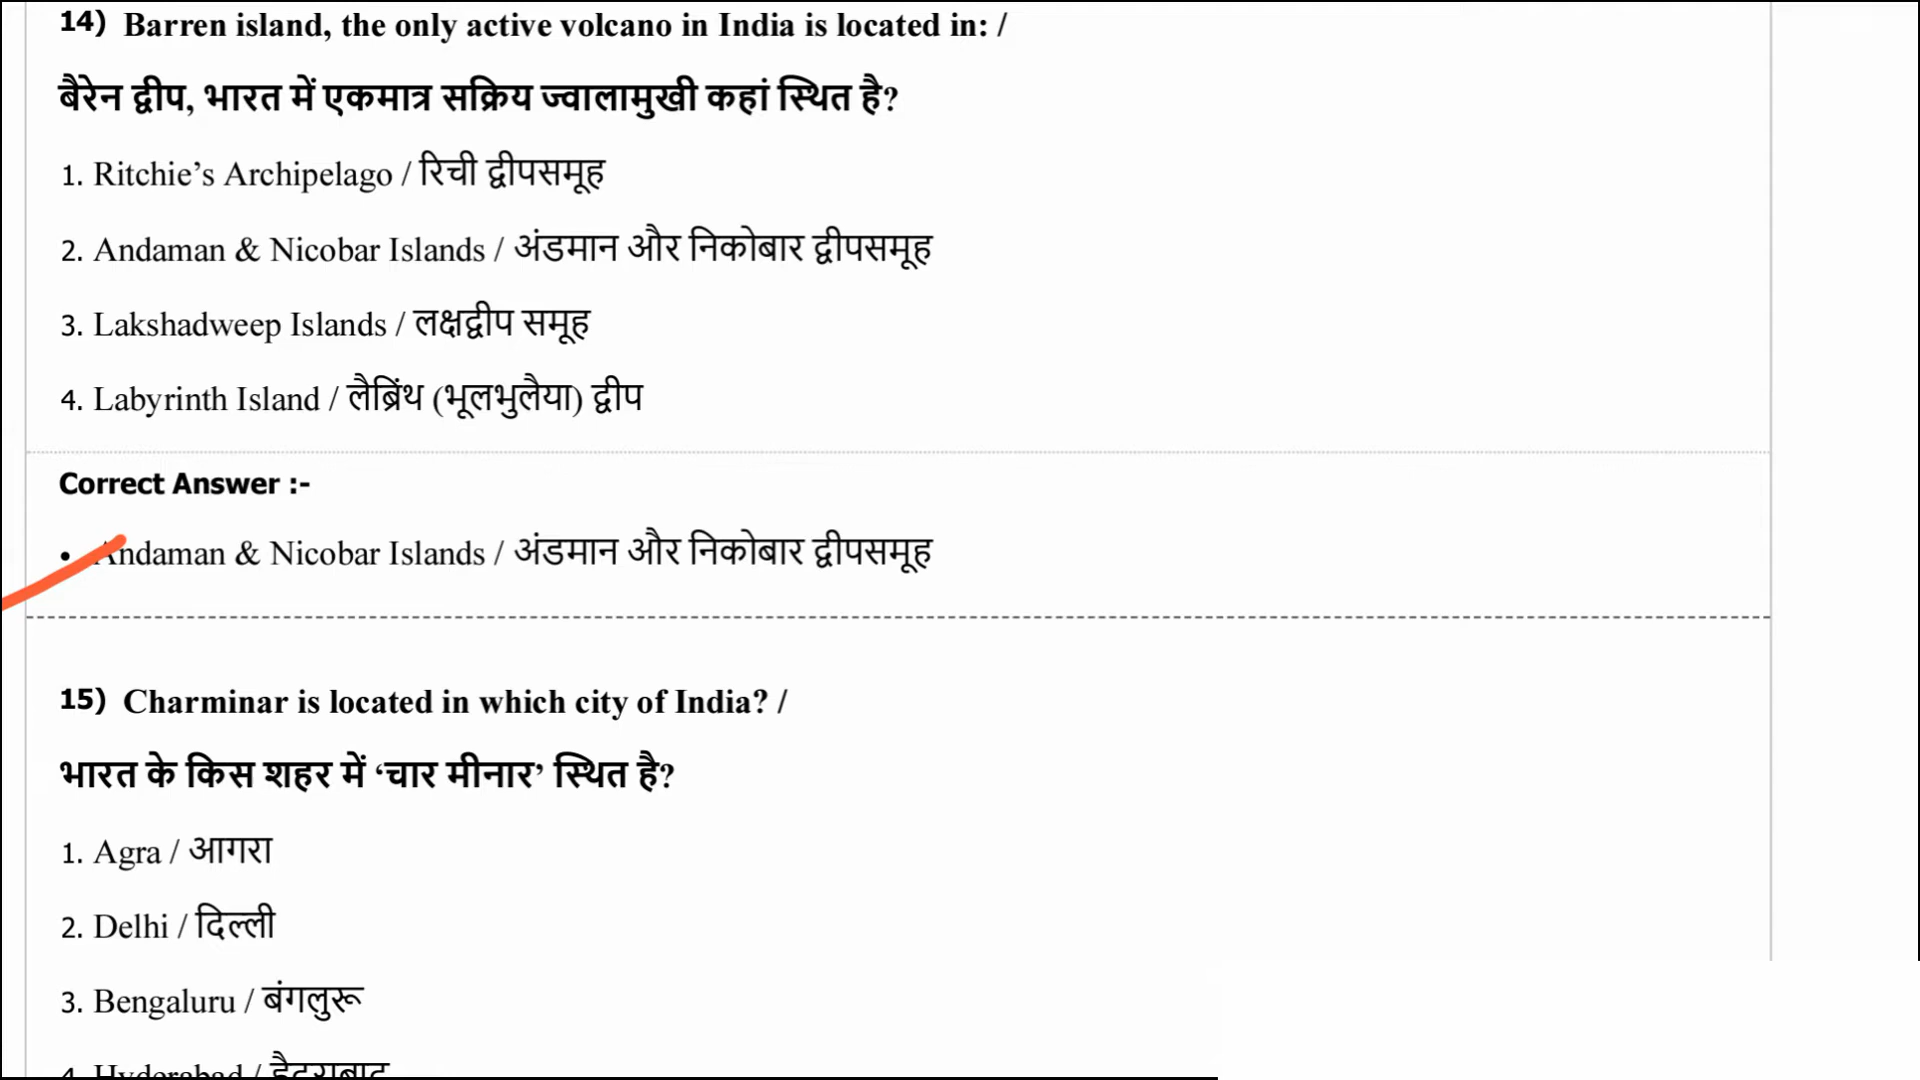 14) Barren island, the only active volcano in India is located in: /
बैरेन द्वीप, भारत में एकमात्र सक्रिय ज्वालामुखी कहां स्थित है?
1. Ritchie’s Archipelago / रिची द्वीपसमूह
2. Andaman & Nicobar Islands / अंडमान और निकोबार द्वीपसमूह
3. Lakshadweep Islands / लक्षद्वीप समूह
4. Labyrinth Island / लैब्रिंथ (भूलभुलैया) द्वीप
Correct Answer :-
• Andaman & Nicobar Islands / अंडमान और निकोबार द्वीपसमूह
15) Charminar is located in which city of India? /
भारत के किस शहर में ‘चार मीनार’ स्थित है?
1. Agra / आगरा
2. Delhi / दिल्ली
3. Bengaluru / बंगलुरू
4. Hyderabad / हैदराबाद